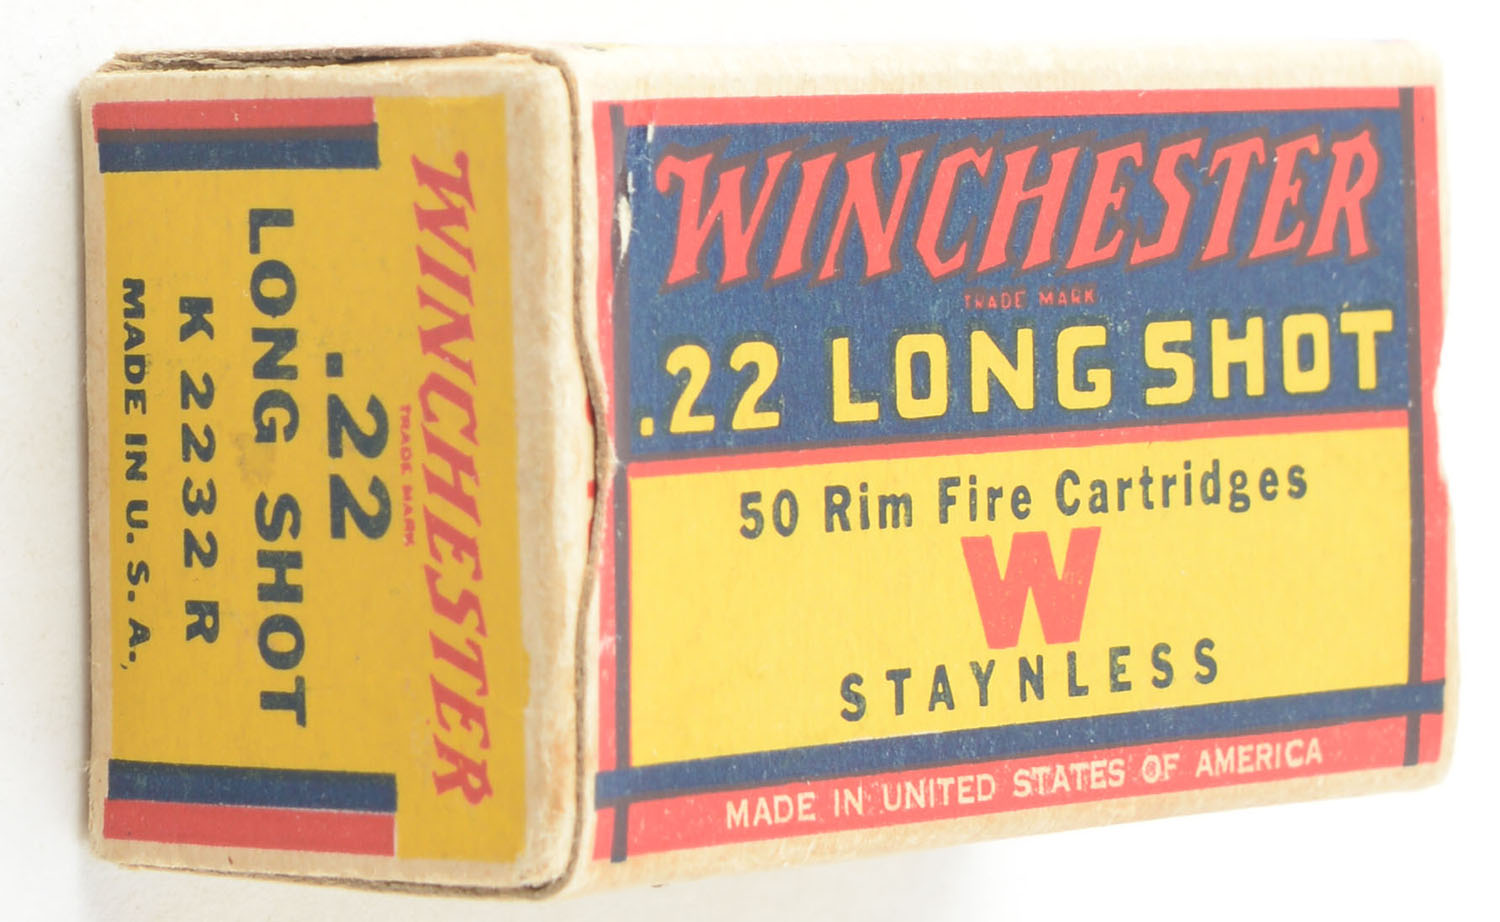 WINCHESTER
TRADE MARK
.22
LONG SHOT
K2232R
MADE IN U.S.A.
WINCHESTER
TRADE MARK
.22 LONG SHOT
50 Rim Fire Cartridges
W
STAYNLESS
MADE IN UNITED STATES OF AMERICA